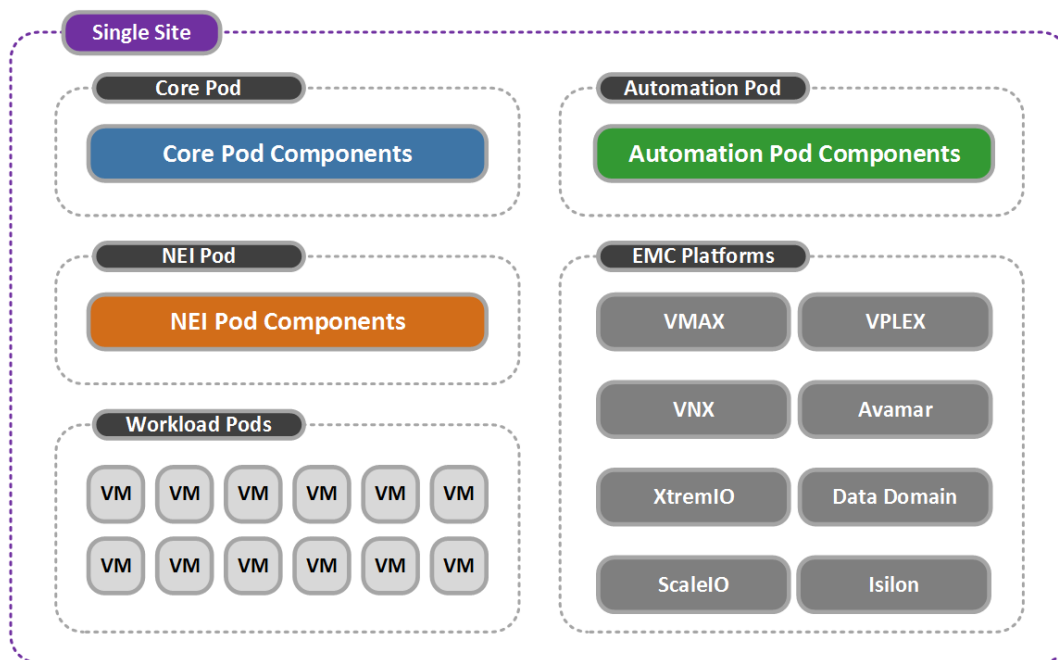 Single Site
Core Pod
Core Pod Components
Automation Pod
Automation Pod Components
NEI Pod
NEI Pod Components
EMC Platforms
VMAX VPLEX
VNX Avamar
XtremIO Data Domain
ScaleIO Isilon
Workload Pods
VM VM VM VM VM VM
VM VM VM VM VM VM